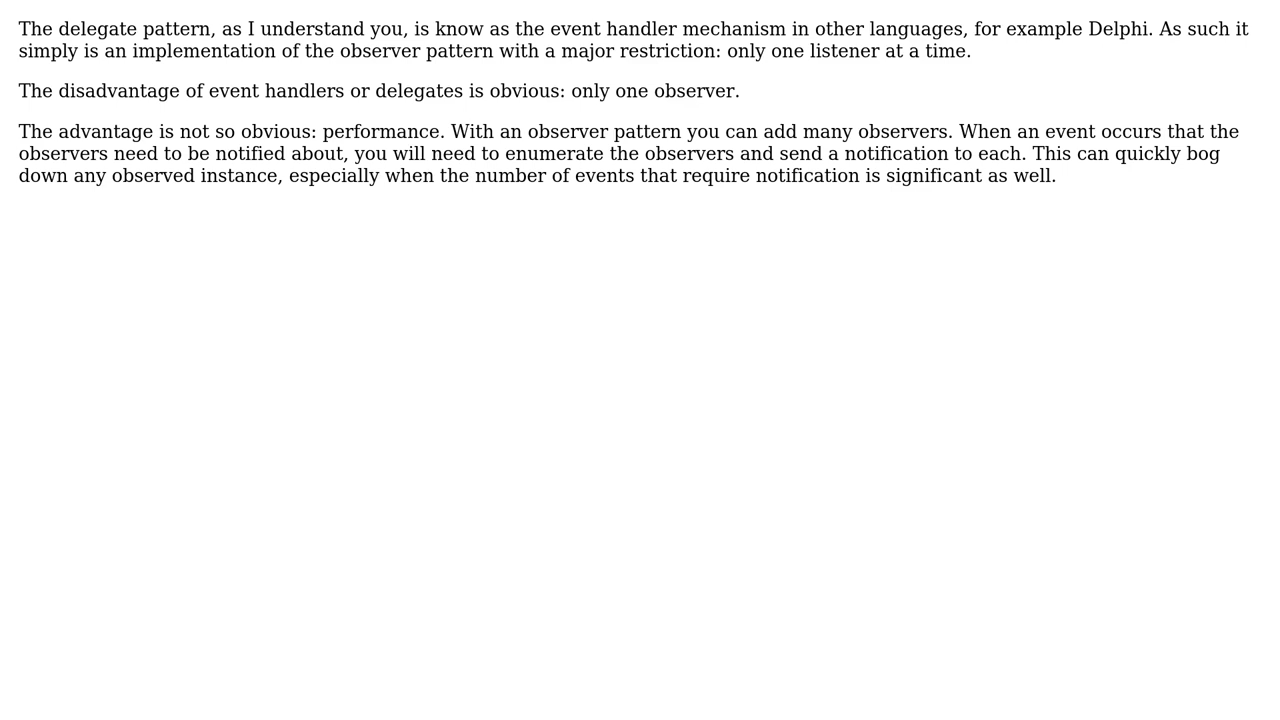 The delegate pattern, as I understand you, is know as the event handler mechanism in other languages, for example Delphi. As such it
simply is an implementation of the observer pattern with a major restriction: only one listener at a time.
The disadvantage of event handlers or delegates is obvious: only one observer.
The advantage is not so obvious: performance. With an observer pattern you can add many observers. When an event occurs that the
observers need to be notified about, you will need to enumerate the observers and send a notification to each. This can quickly bog
down any observed instance, especially when the number of events that require notification is significant as well.